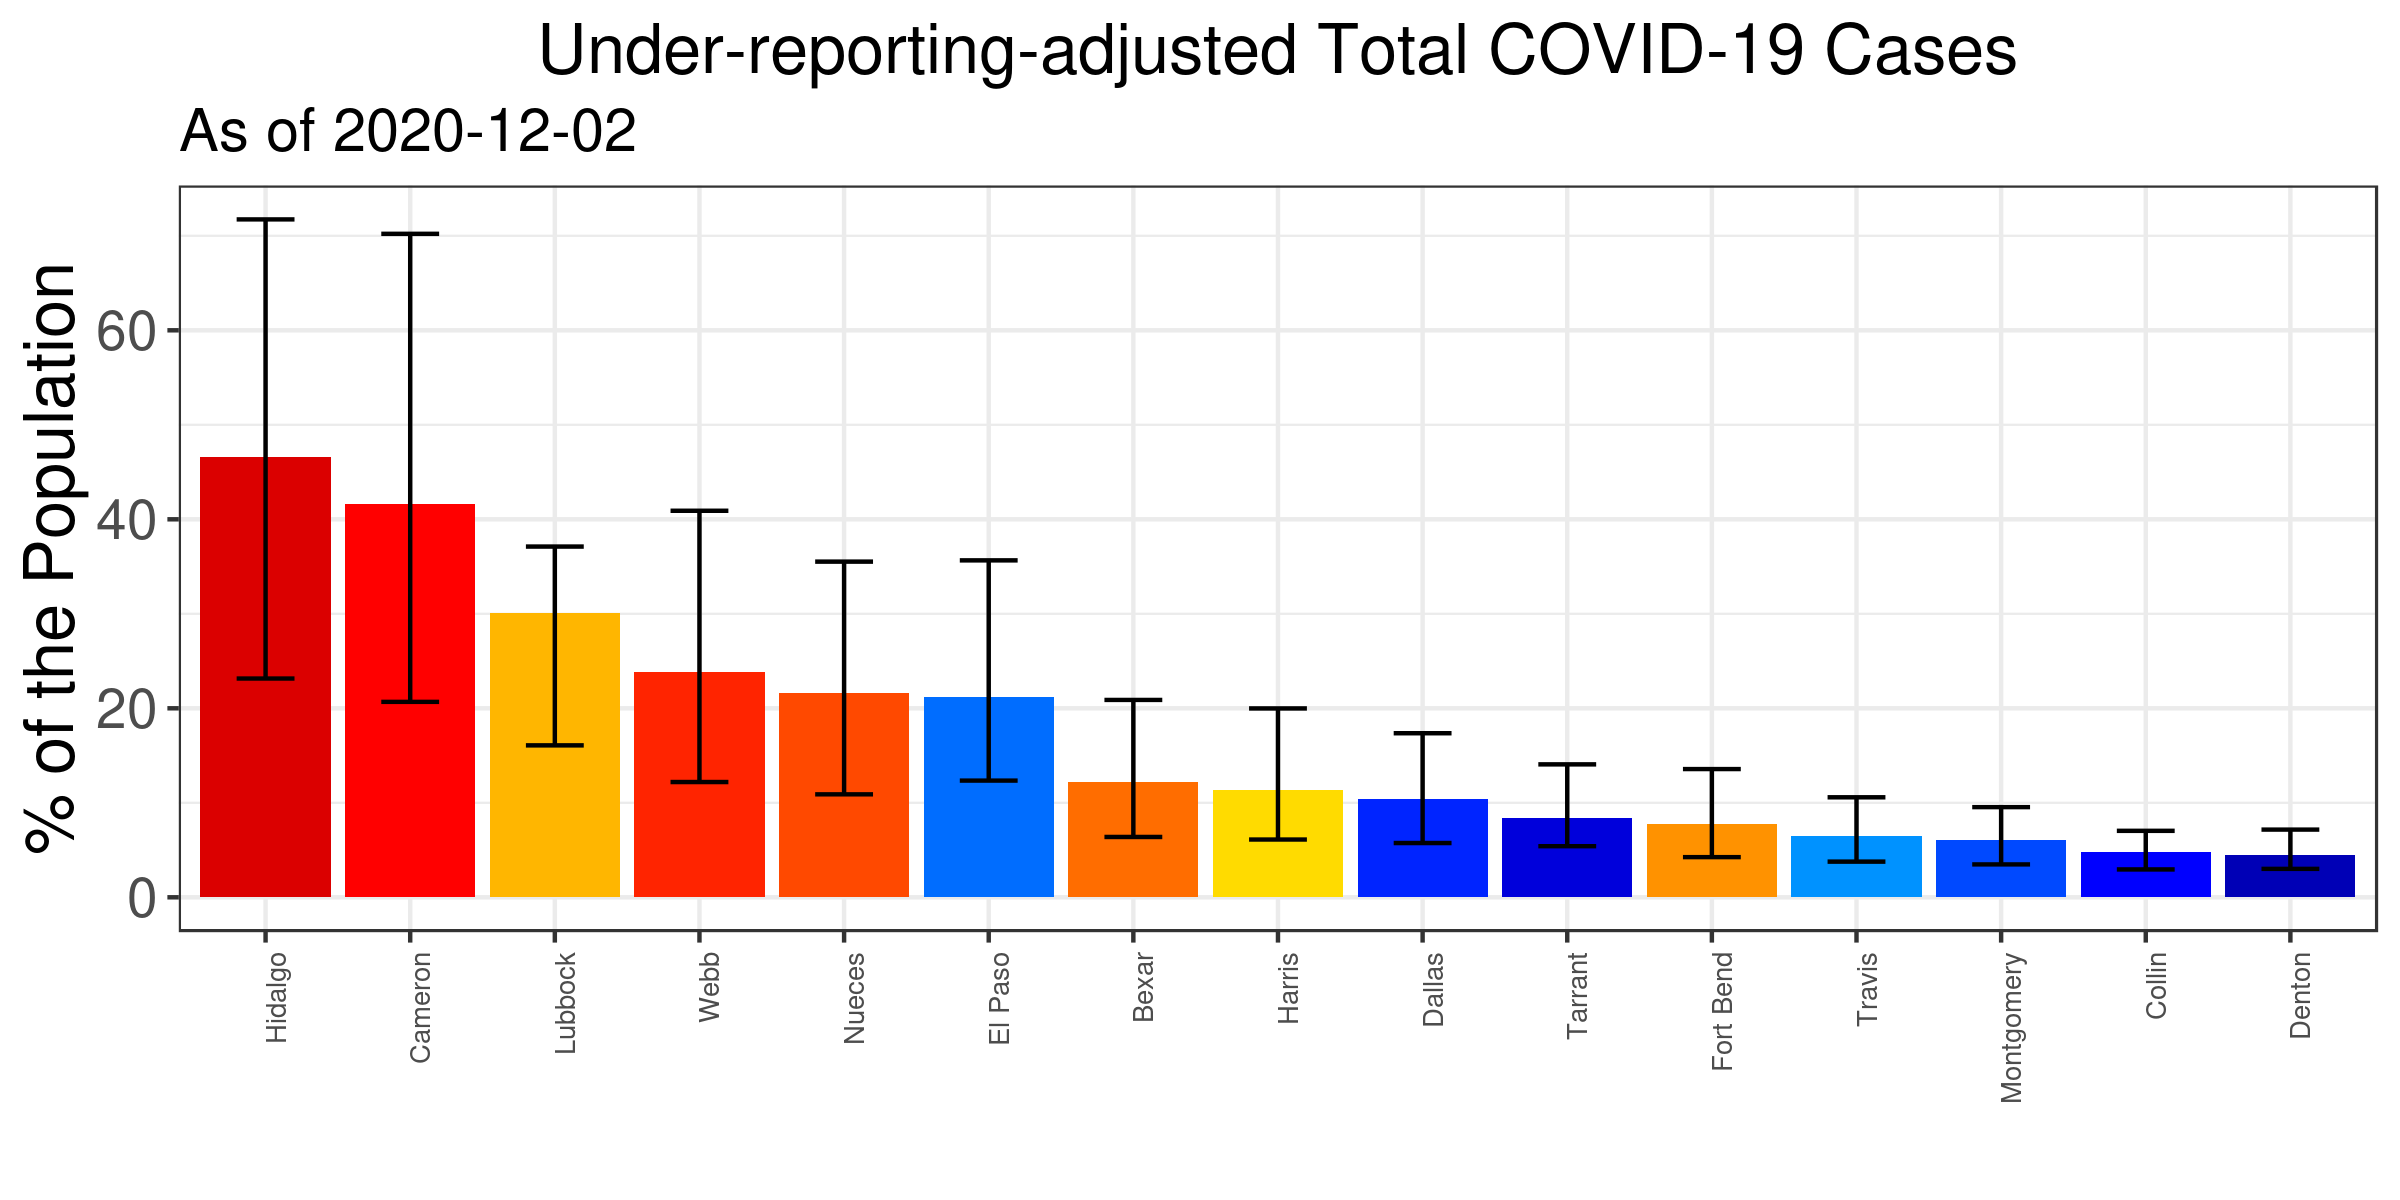 Under-reporting-adjusted Total COVID-19 Cases
As of 2020-12-02
% of the Population
60
40
20
0
Hidalgo
Cameron
Lubbock
Webb
Nueces
El Paso
Bexar
Harris
Dallas
Tarrant
Fort Bend
Travis
Montgomery
Collin
Denton